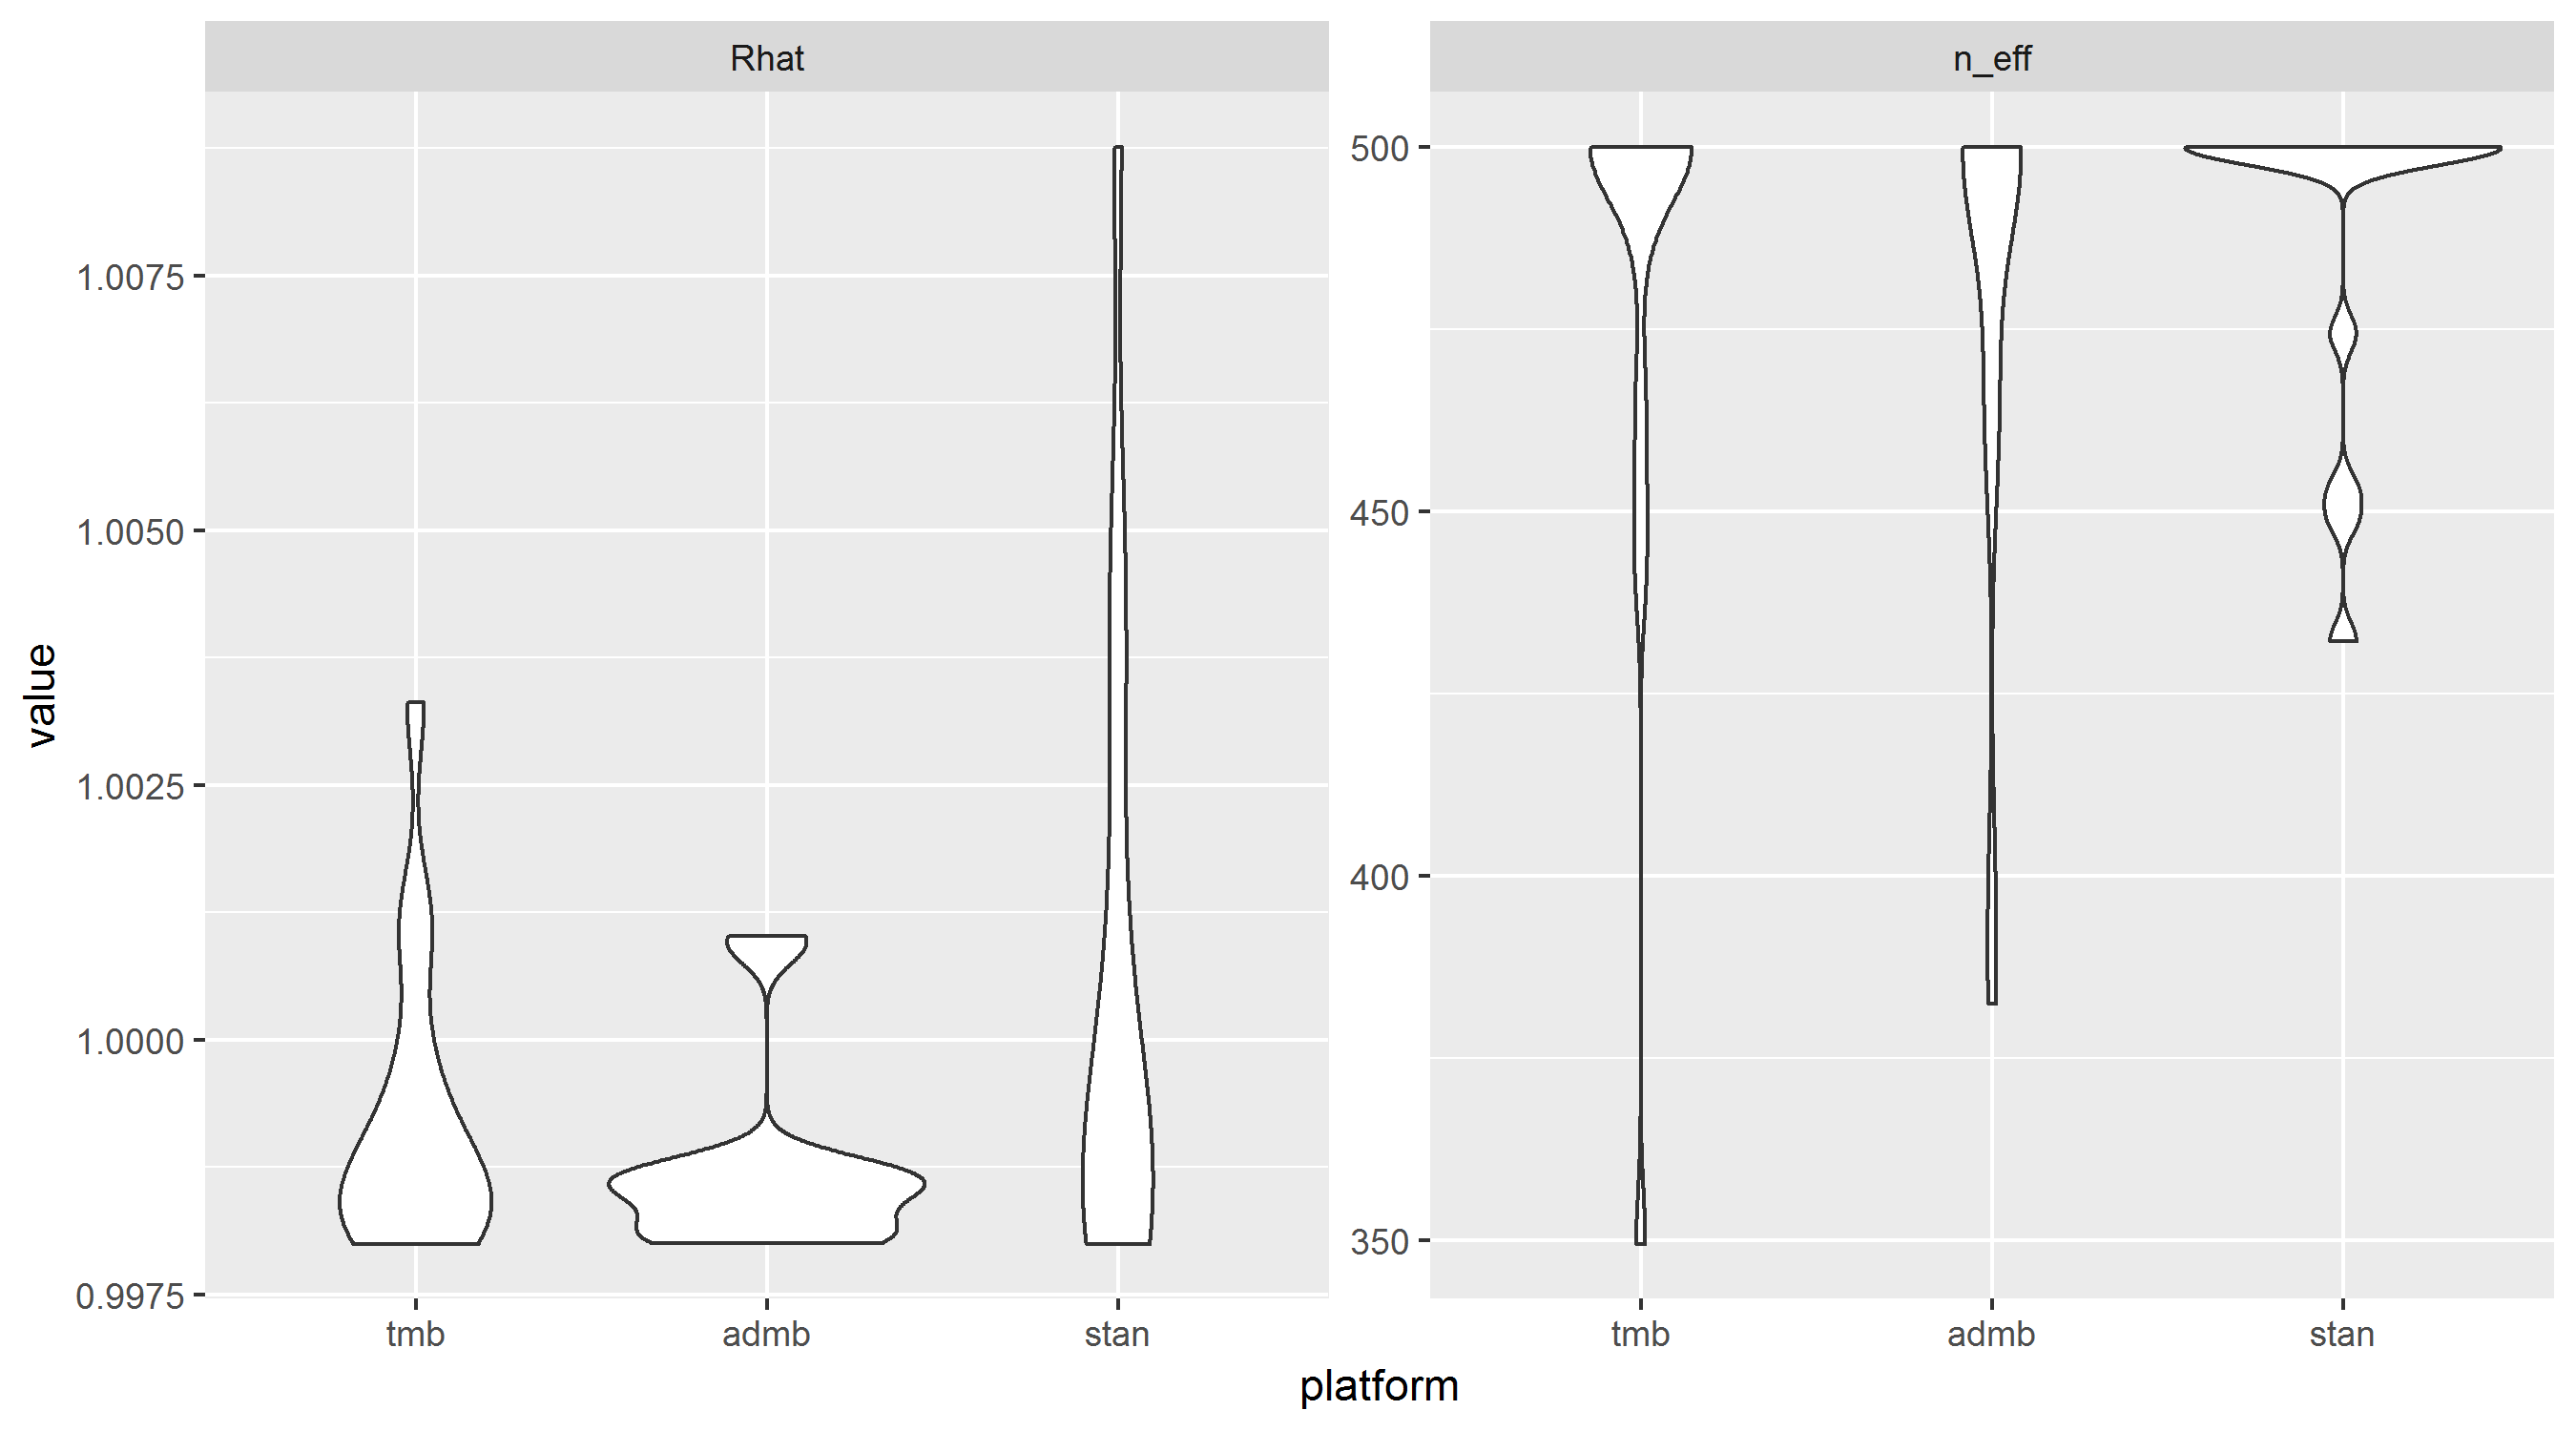 Rhat
n_eff
value
1.0075
1.0050
1.0025
1.0000
0.9975
500
450
400
350
tmb
admb
stan
tmb
admb
stan
platform